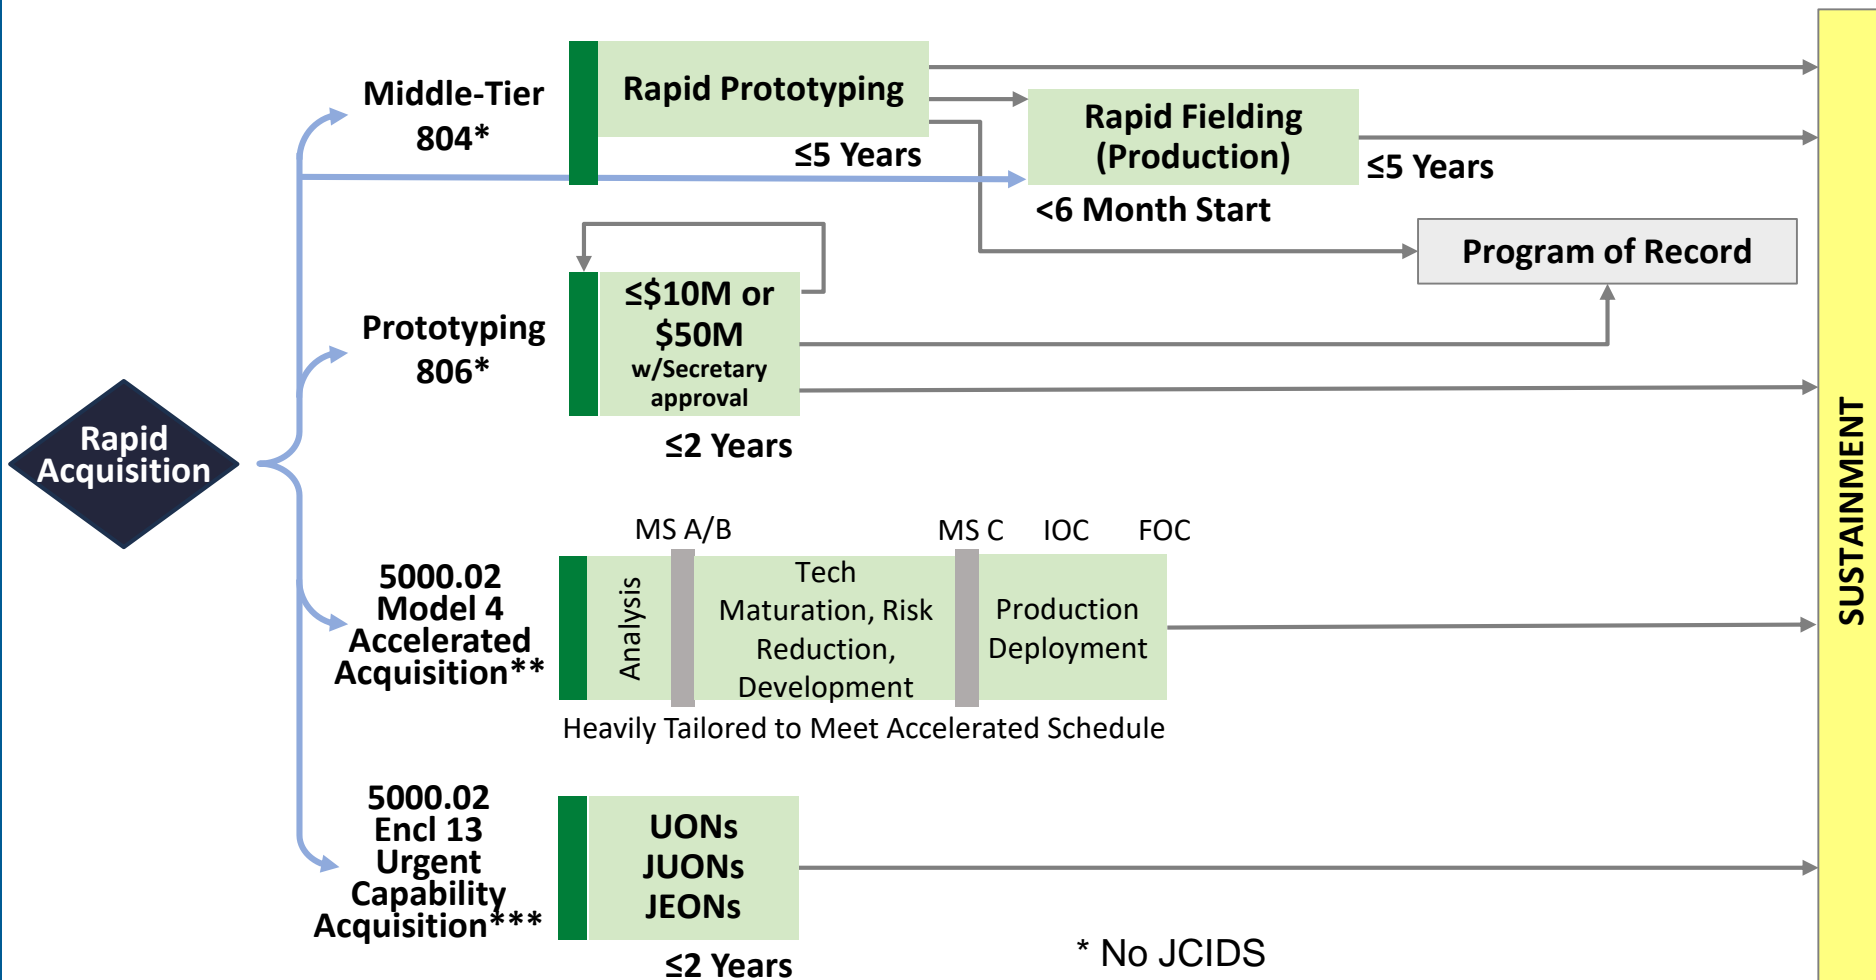 Rapid
Acquisition
Middle-Tier
804*
Rapid Prototyping
≤5 Years
Rapid Fielding
(Production)
≤5 Years
<6 Month Start
Program of Record
Prototyping
806*
≤$10M or
$50M
w/Secretary
approval
≤2 Years
5000.02
Model 4
Accelerated
Acquisition**
MS A/B
MS C
IOC
FOC
Analysis
Tech
Maturation, Risk
Reduction,
Development
Production
Deployment
Heavily Tailored to Meet Accelerated Schedule
5000.02
Encl 13
Urgent
Capability
Acquisition***
UONs
JUONs
JEONs
≤2 Years
* No JCIDS
SUSTAINMENT